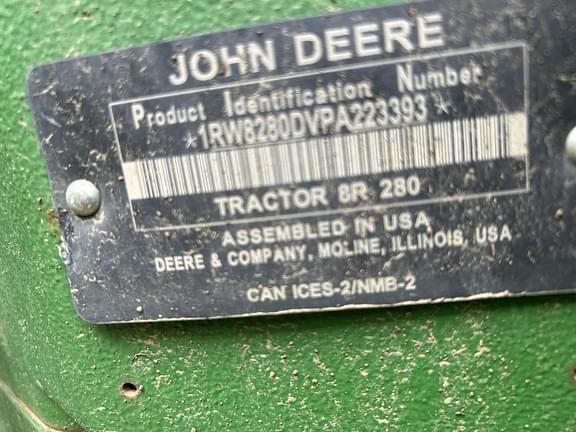 JOHN DEERE
Product Identification Number
*1RW8280DVPA223393*
TRACTOR 8R 280
ASSEMBLED IN USA
DEERE & COMPANY, MOLINE, ILLINOIS, USA
CAN ICES-2/NMB-2